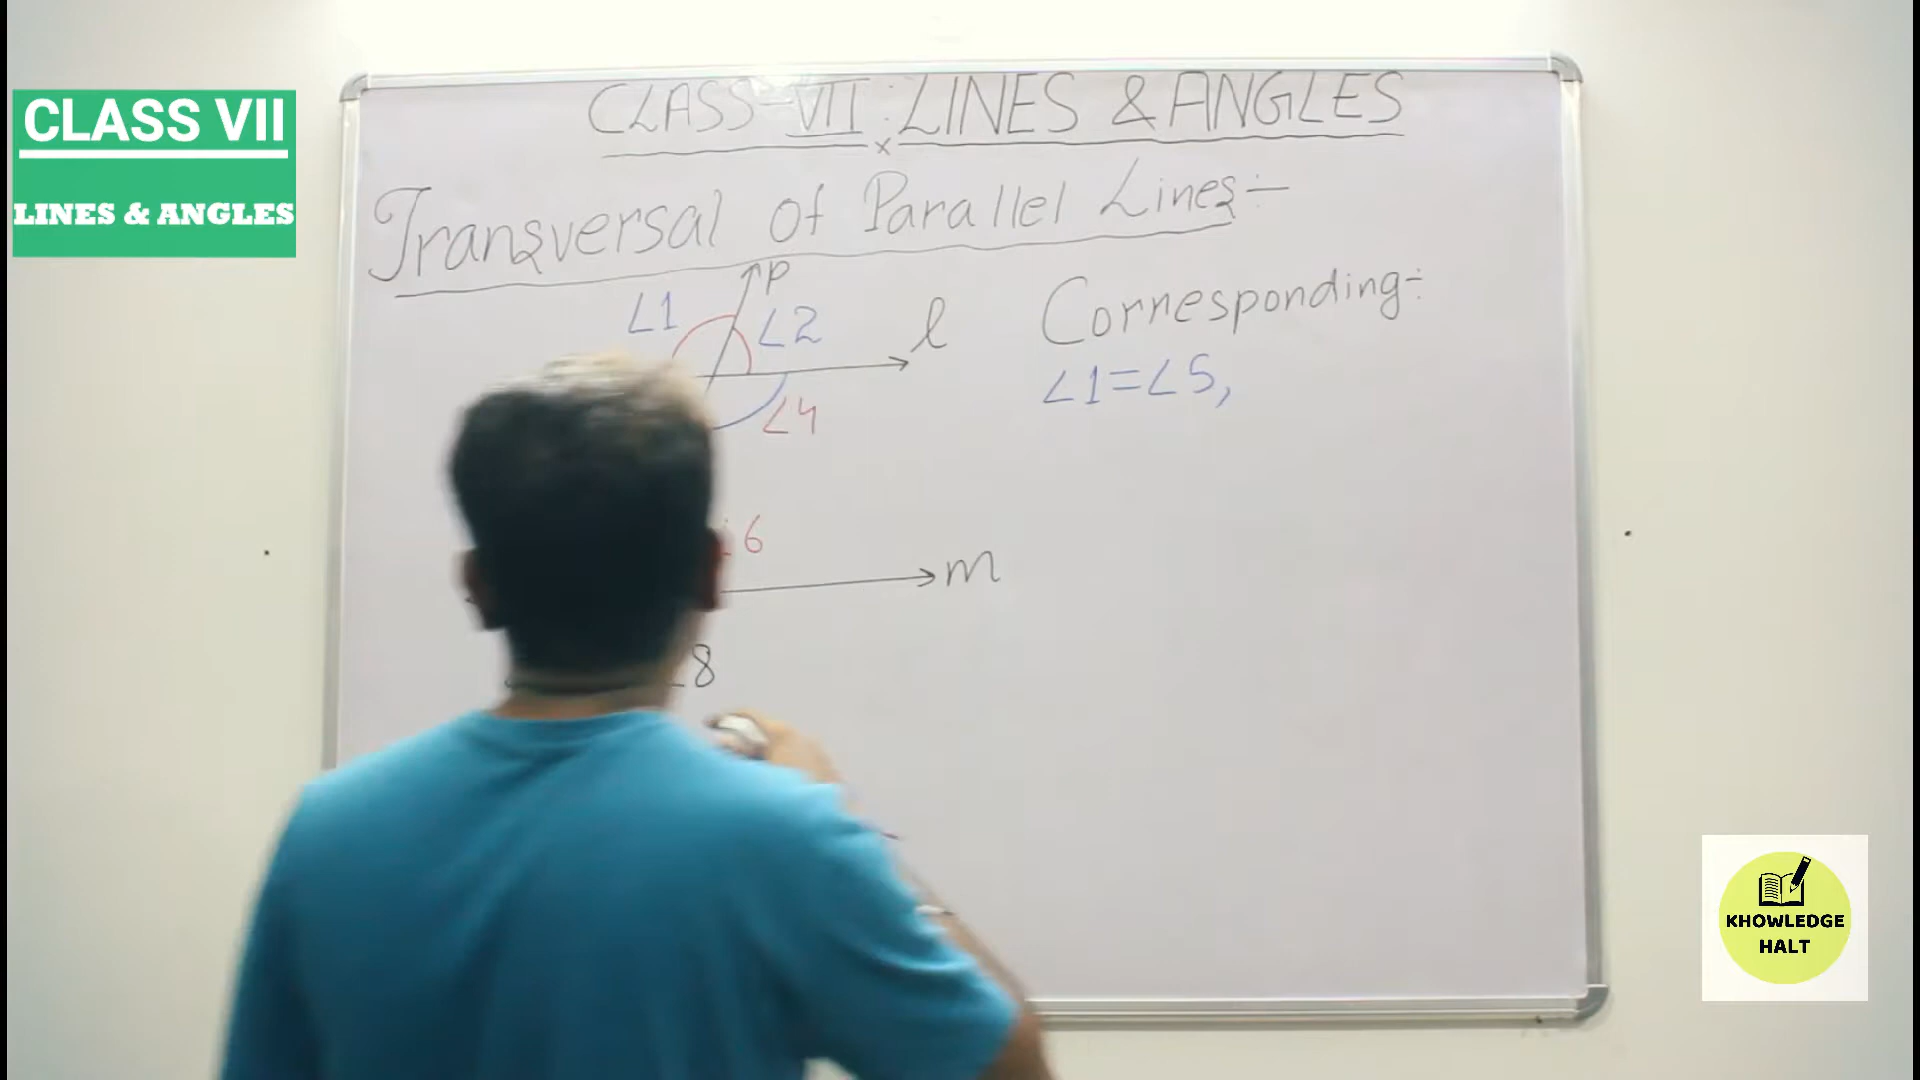 CLASS VII
LINES & ANGLES
CLASS-VII: LINES & ANGLES
x
Transversal Of Parallel Lines:-
p
∠1
∠2
l
∠4
Corresponding:-
∠1=∠5,
∠6
m
∠8
KHOWLEDGE
HALT